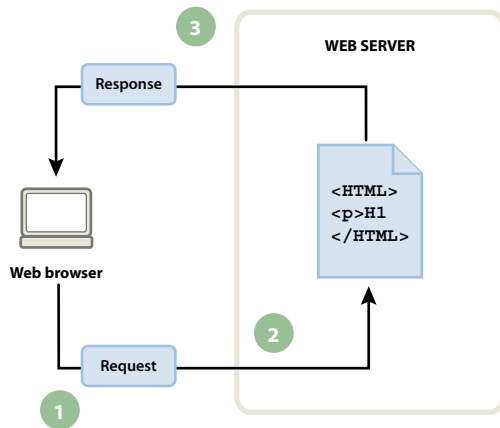 3
WEB SERVER
Response
<HTML>
<p>H1
</HTML>
Web browser
2
Request
1